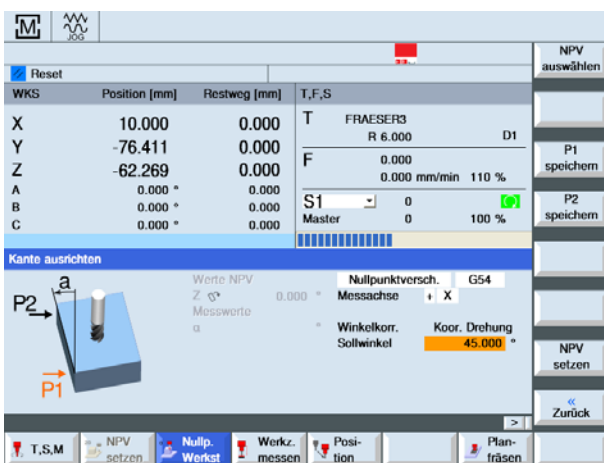 M
JOG
NPV auswählen
Reset
WKS Position [mm] Restweg [mm] T,F,S
X 10.000 0.000
Y -76.411 0.000
Z -62.269 0.000
A 0.000 ° 0.000
B 0.000 ° 0.000
C 0.000 ° 0.000
T FRAESER3
R 6.000 D1
F 0.000
0.000 mm/min 110 %
S1 0
Master 0 100 %
P1 speichern
P2 speichern
Kante ausrichten
a
P2
P1
Werte NPV
Z 0.000 °
Messwerte
α °
Nullpunktversch. G54
Messachse + X
Winkelkorr. Koor. Drehung
Sollwinkel 45.000 °
NPV setzen
«
Zurück
>
T,S,M
NPV setzen
Nullp. Werkst
Werkz. messen
Posi-
tion
Plan-
fräsen